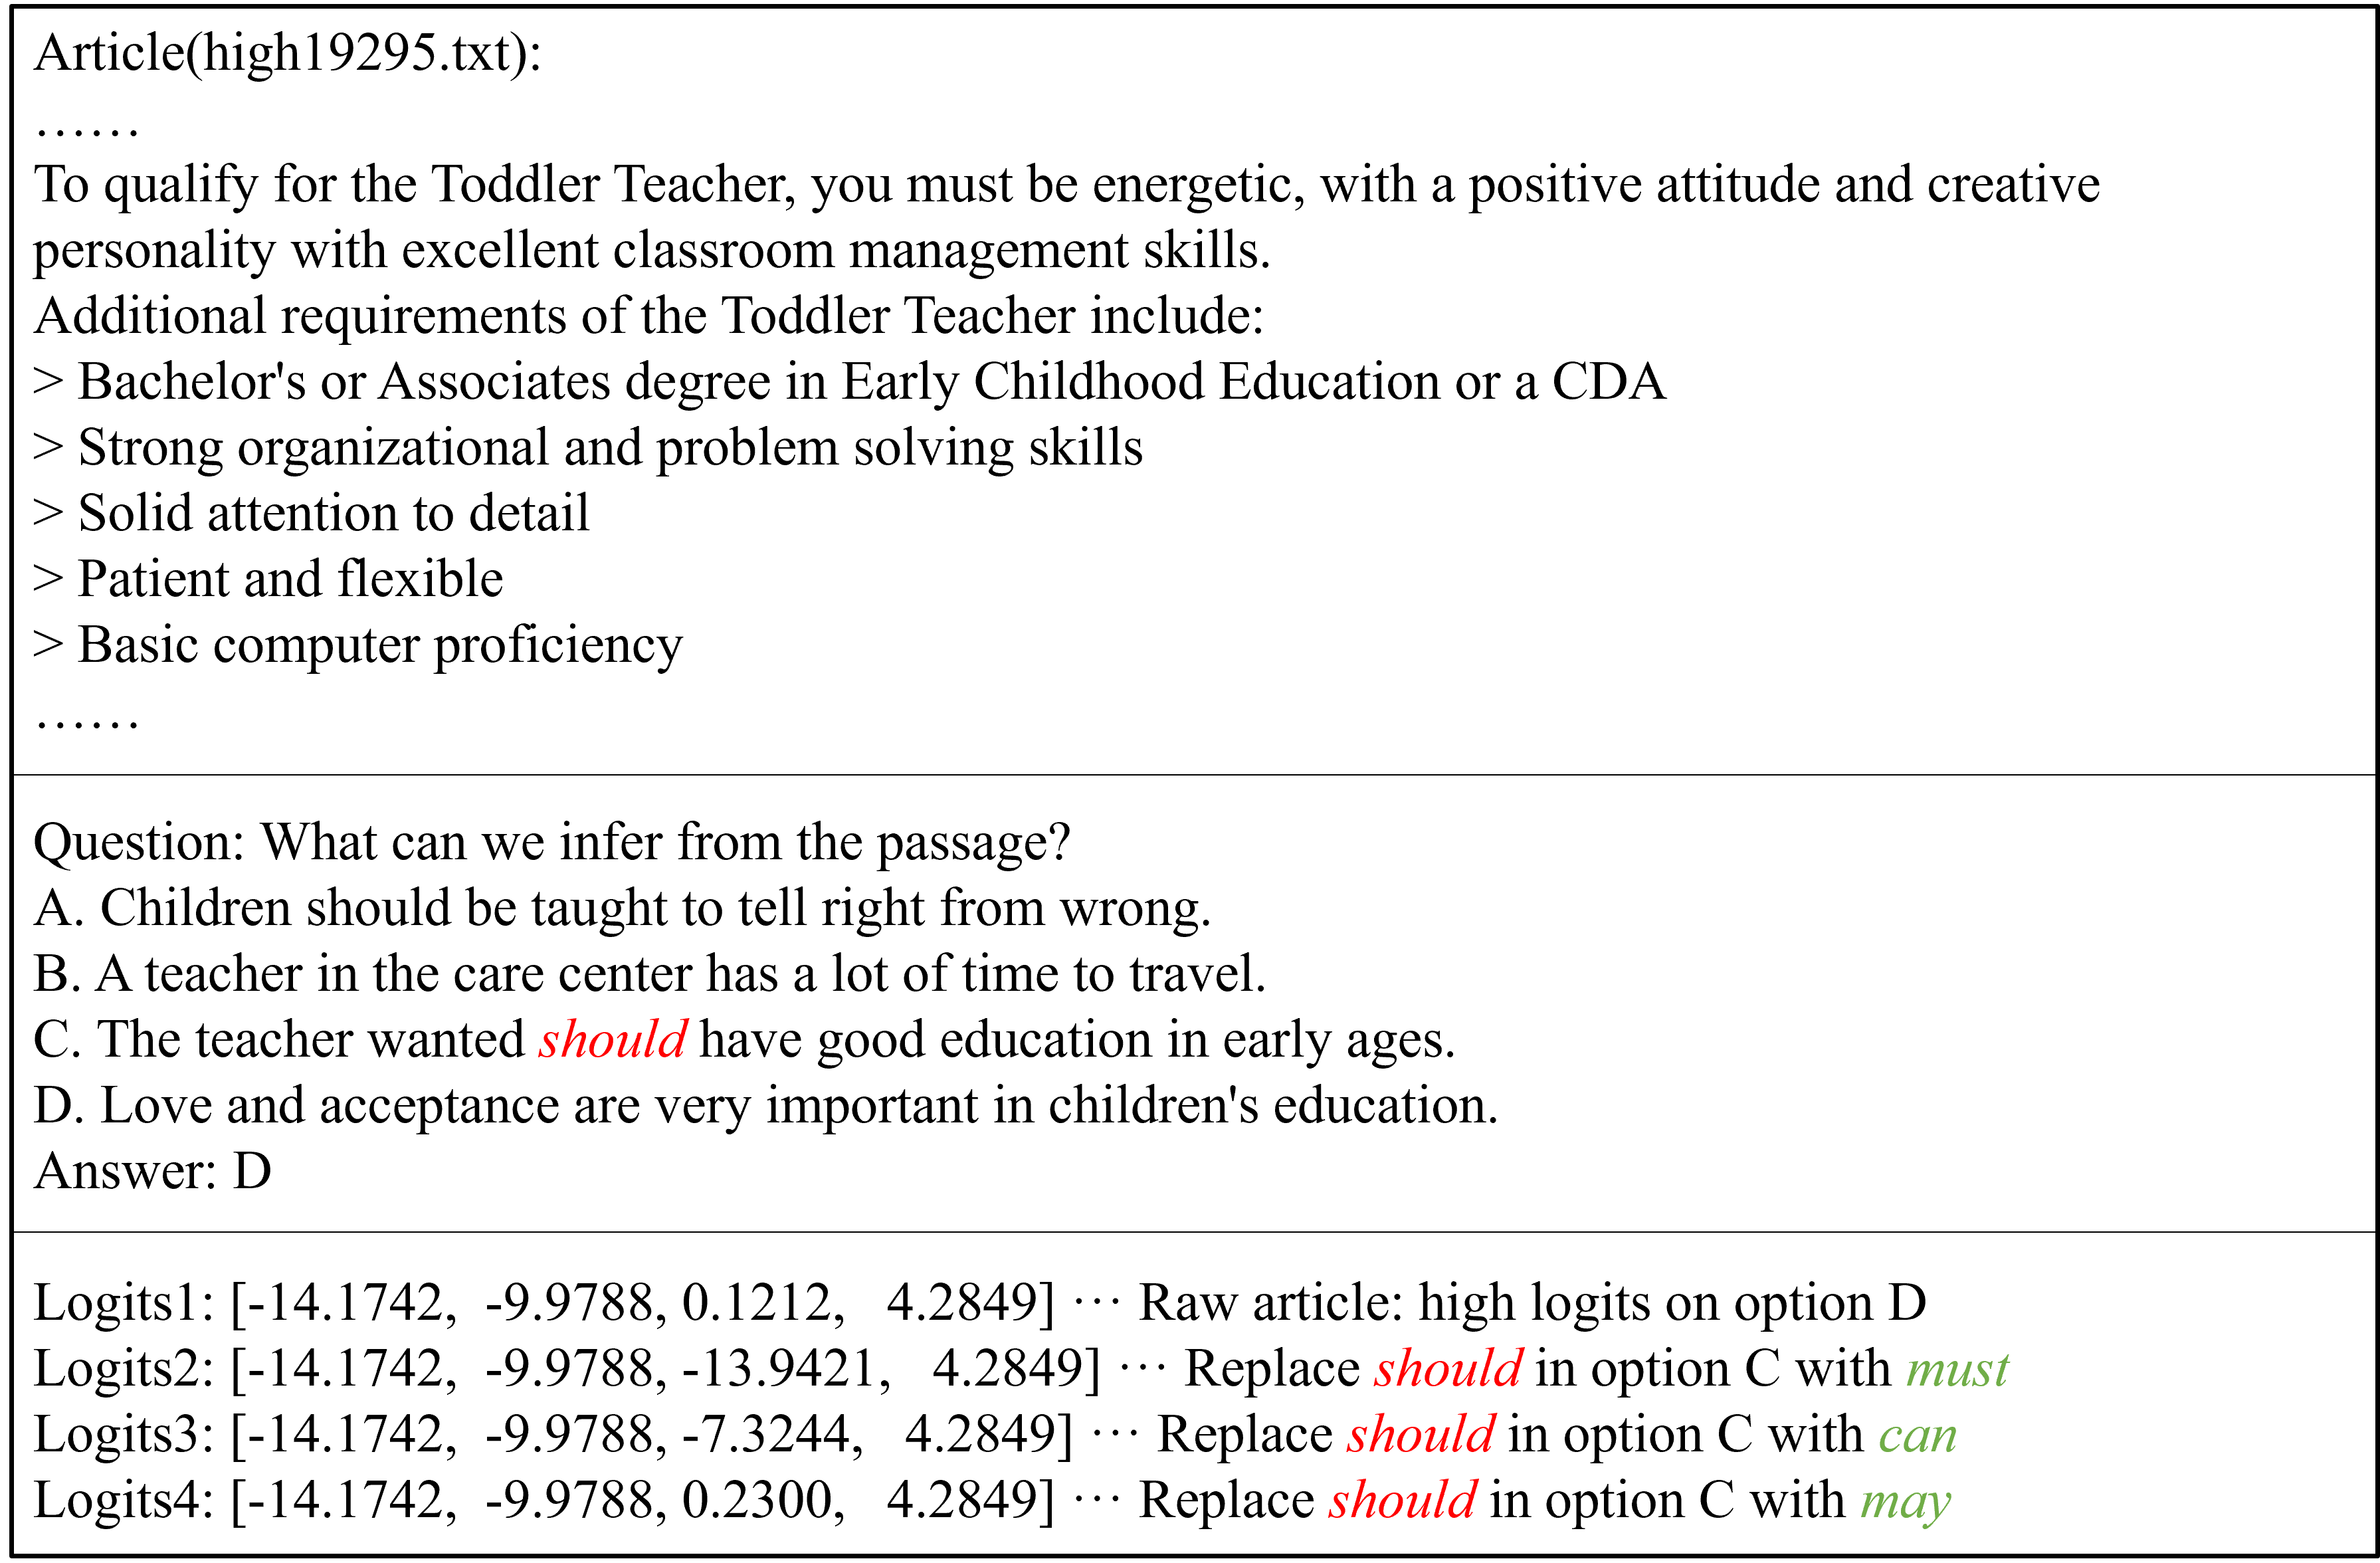 Article(high19295.txt):
……
To qualify for the Toddler Teacher, you must be energetic, with a positive attitude and creative
personality with excellent classroom management skills.
Additional requirements of the Toddler Teacher include:
> Bachelor's or Associates degree in Early Childhood Education or a CDA
> Strong organizational and problem solving skills
> Solid attention to detail
> Patient and flexible
> Basic computer proficiency
……
Question: What can we infer from the passage?
A. Children should be taught to tell right from wrong.
B. A teacher in the care center has a lot of time to travel.
C. The teacher wanted should have good education in early ages.
D. Love and acceptance are very important in children's education.
Answer: D
Logits1: [-14.1742, -9.9788, 0.1212, 4.2849] ··· Raw article: high logits on option D
Logits2: [-14.1742, -9.9788, -13.9421, 4.2849] ··· Replace should in option C with must
Logits3: [-14.1742, -9.9788, -7.3244, 4.2849] ··· Replace should in option C with can
Logits4: [-14.1742, -9.9788, 0.2300, 4.2849] ··· Replace should in option C with may